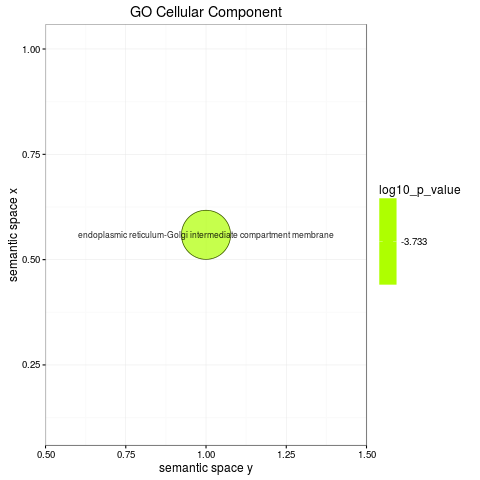 GO Cellular Component
1.00
0.75
0.50
0.25
semantic space x
endoplasmic reticulum-Golgi intermediate compartment membrane
0.50
0.75
1.00
1.25
1.50
semantic space y
log10_p_value
-3.733